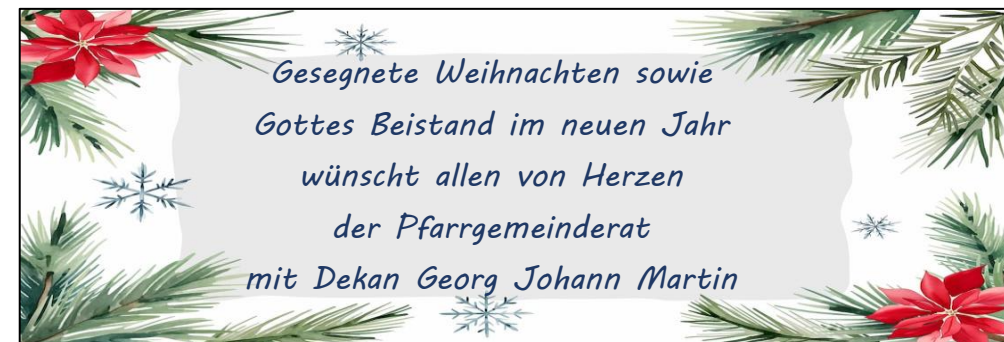 Gesegnete Weihnachten sowie
Gottes Beistand im neuen Jahr
wünscht allen von Herzen
der Pfarrgemeinderat
mit Dekan Georg Johann Martin